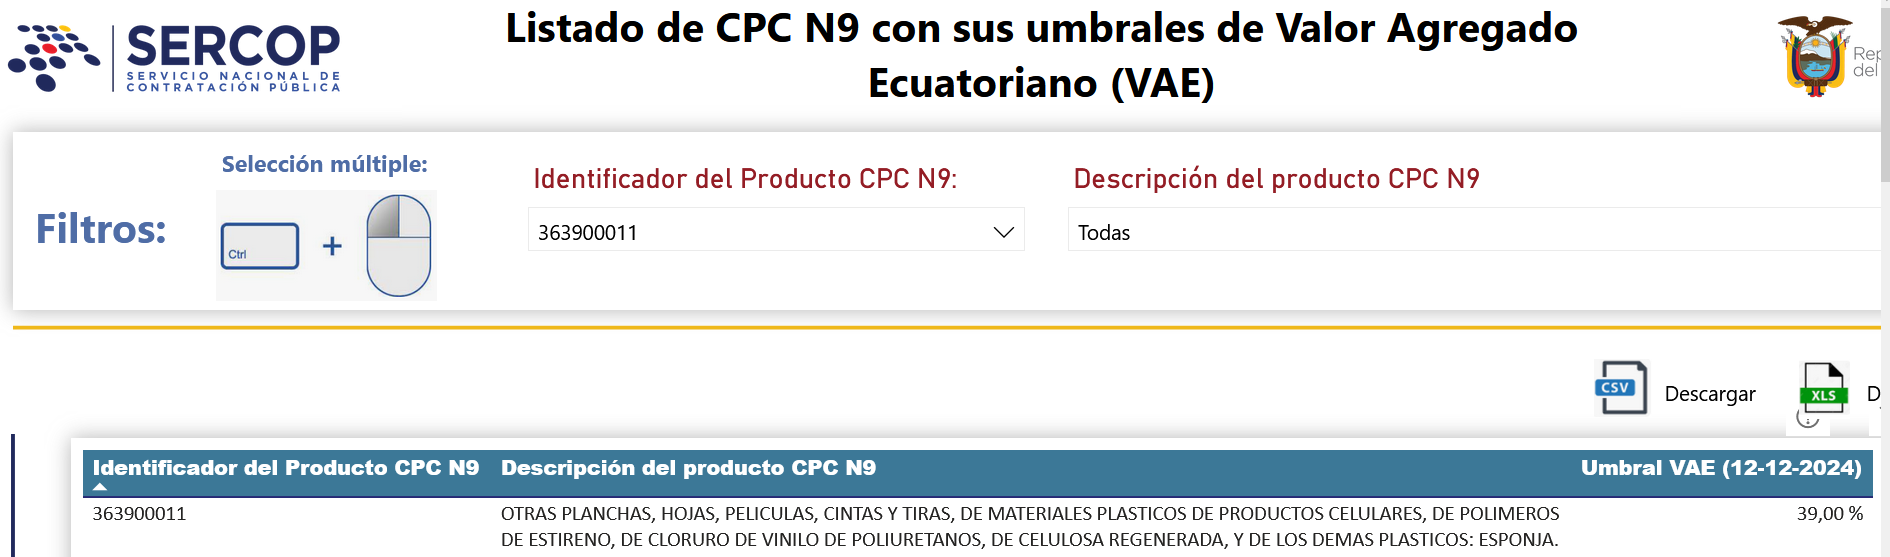 SERCOP
SERVICIO NACIONAL DE
CONTRATACIÓN PÚBLICA
Listado de CPC N9 con sus umbrales de Valor Agregado
Ecuatoriano (VAE)
Filtros:
Selección múltiple:
Ctrl
+
Identificador del Producto CPC N9:
363900011
Descripción del producto CPC N9
Todas
CSV
Descargar
XLS
Identificador del Producto CPC N9 Descripción del producto CPC N9 Umbral VAE (12-12-2024)
363900011 OTRAS PLANCHAS, HOJAS, PELICULAS, CINTAS Y TIRAS, DE MATERIALES PLASTICOS DE PRODUCTOS CELULARES, DE POLIMEROS 39,00 %
DE ESTIRENO, DE CLORURO DE VINILO DE POLIURETANOS, DE CELULOSA REGENERADA, Y DE LOS DEMAS PLASTICOS: ESPONJA.